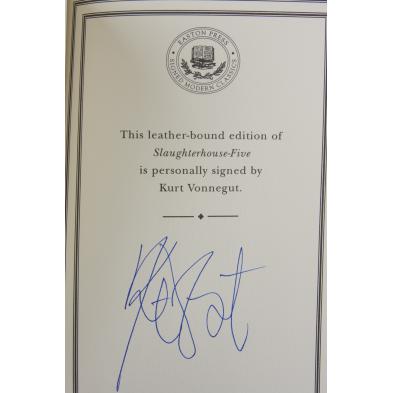 EASTON PRESS
SIGNED MODERN CLASSICS
This leather-bound edition of
Slaughterhouse-Five
is personally signed by
Kurt Vonnegut.